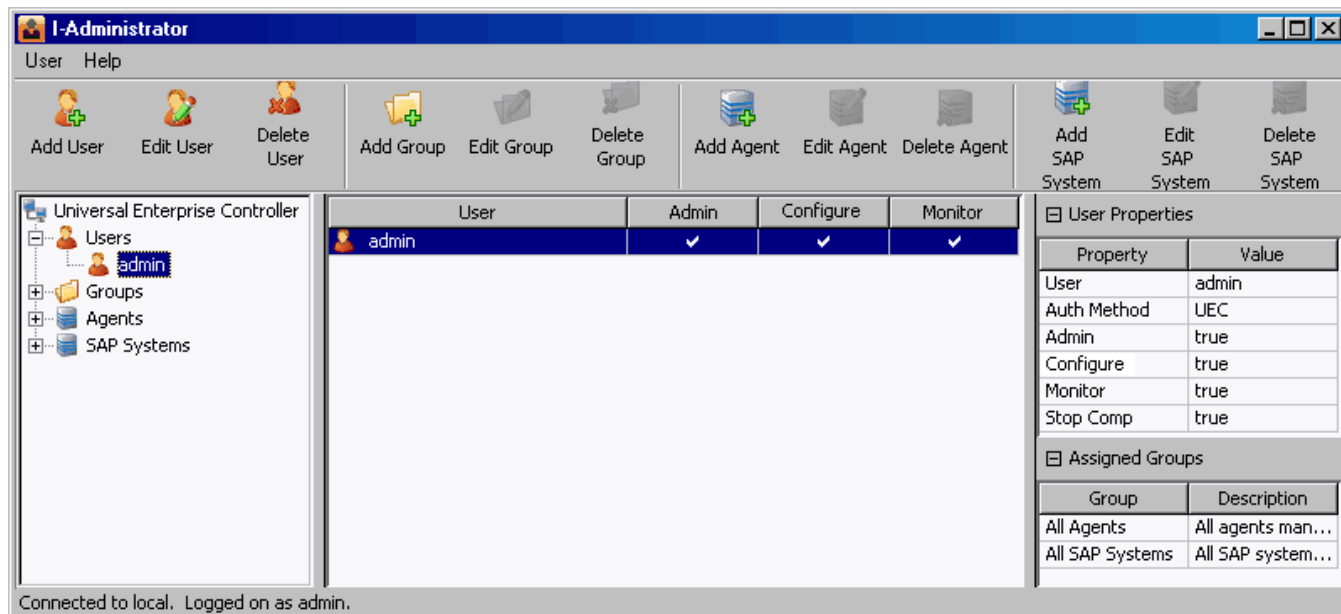 I-Administrator
User Help
Add User Edit User Delete User Add Group Edit Group Delete Group Add Agent Edit Agent Delete Agent Add SAP System Edit SAP System Delete SAP System
Universal Enterprise Controller
Users
admin
Groups
Agents
SAP Systems
User Admin Configure Monitor
admin
User Properties
Property Value
User admin
Auth Method UEC
Admin true
Configure true
Monitor true
Stop Comp true
Assigned Groups
Group Description
All Agents All agents man...
All SAP Systems All SAP system...
Connected to local. Logged on as admin.